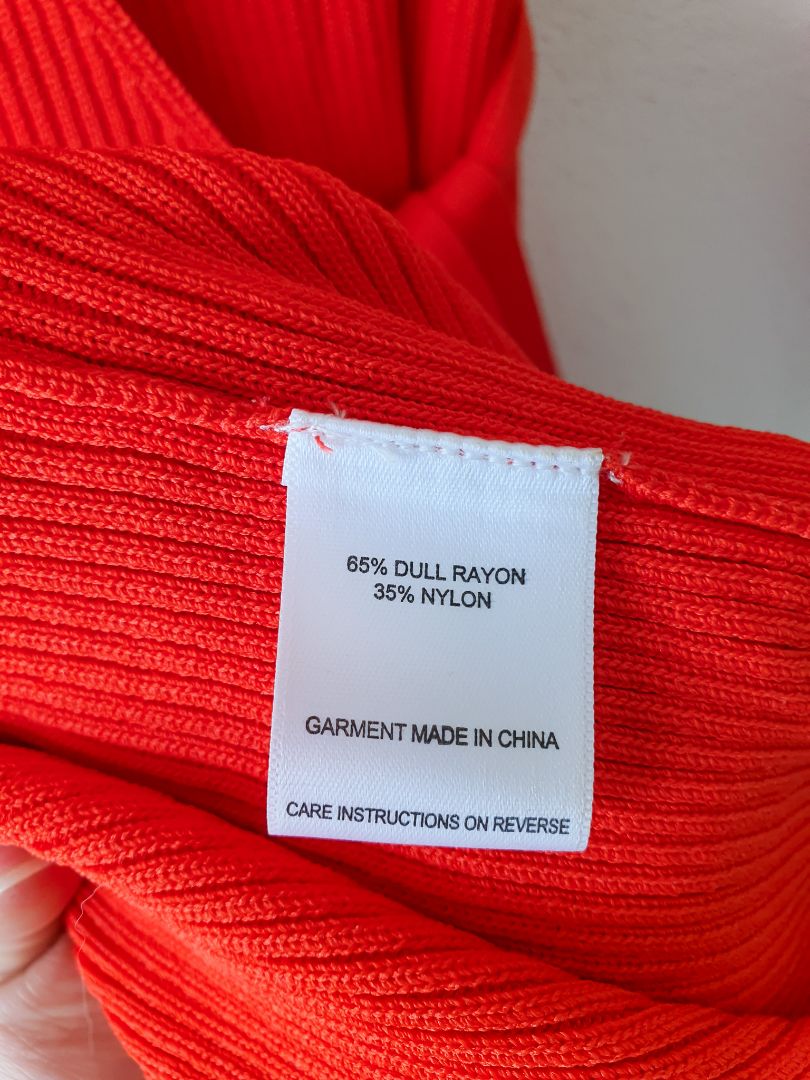 65% DULL RAYON
35% NYLON
GARMENT MADE IN CHINA
CARE INSTRUCTIONS ON REVERSE